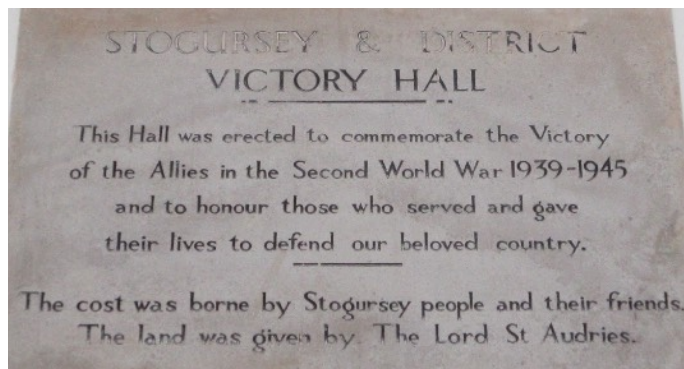 STOGURSEY & DISTRICT
VICTORY HALL
This Hall was erected to commemorate the Victory
of the Allies in the Second World War 1939-1945
and to honour those who served and gave
their lives to defend our beloved country.
The cost was borne by Stogursey people and their friends.
The land was given by The Lord St Audries.